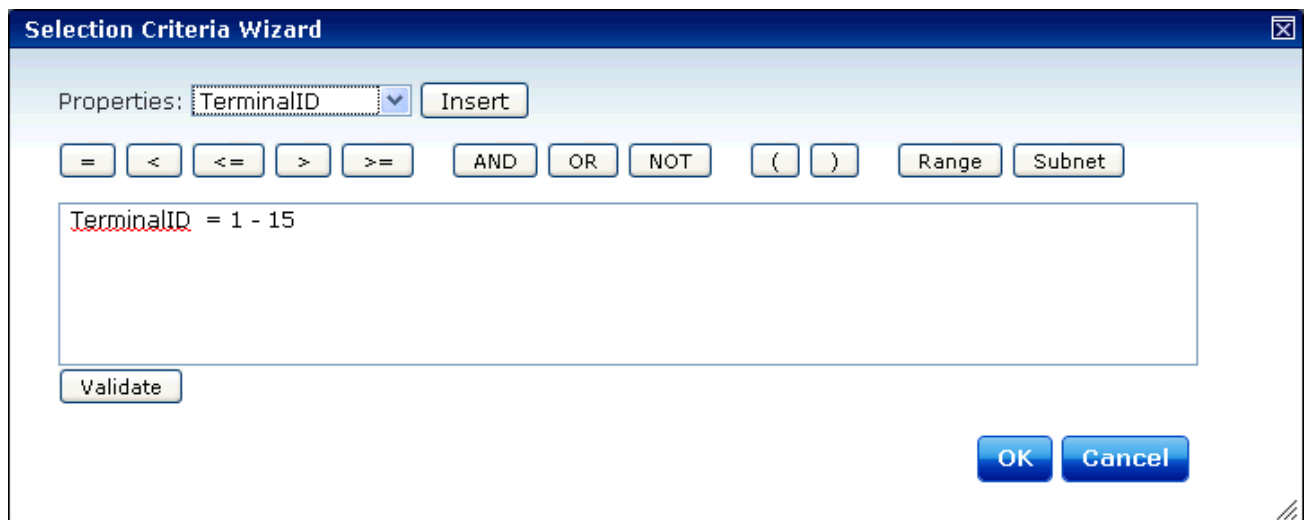 Selection Criteria Wizard
Properties: TerminalID Insert
= < <= > >= AND OR NOT ( ) Range Subnet
TerminalID = 1 - 15
Validate
OK Cancel